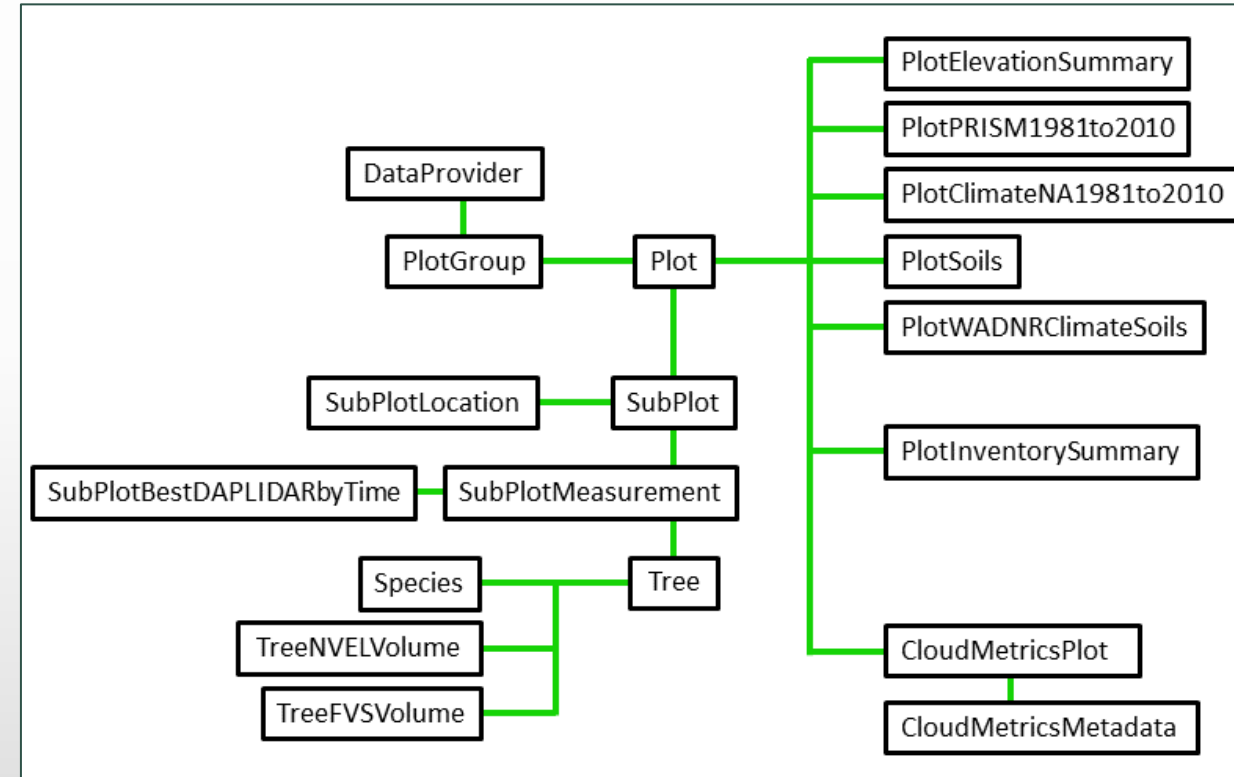 PlotElevationSummary
PlotPRISM1981to2010
DataProvider
PlotClimateNA1981to2010
PlotGroup
Plot
PlotSoils
PlotWADNRClimateSoils
SubPlotLocation
SubPlot
PlotInventorySummary
SubPlotBestDAPLIDARbyTime
SubPlotMeasurement
Species
Tree
TreeNVELVolume
CloudMetricsPlot
TreeFVSVolume
CloudMetricsMetadata